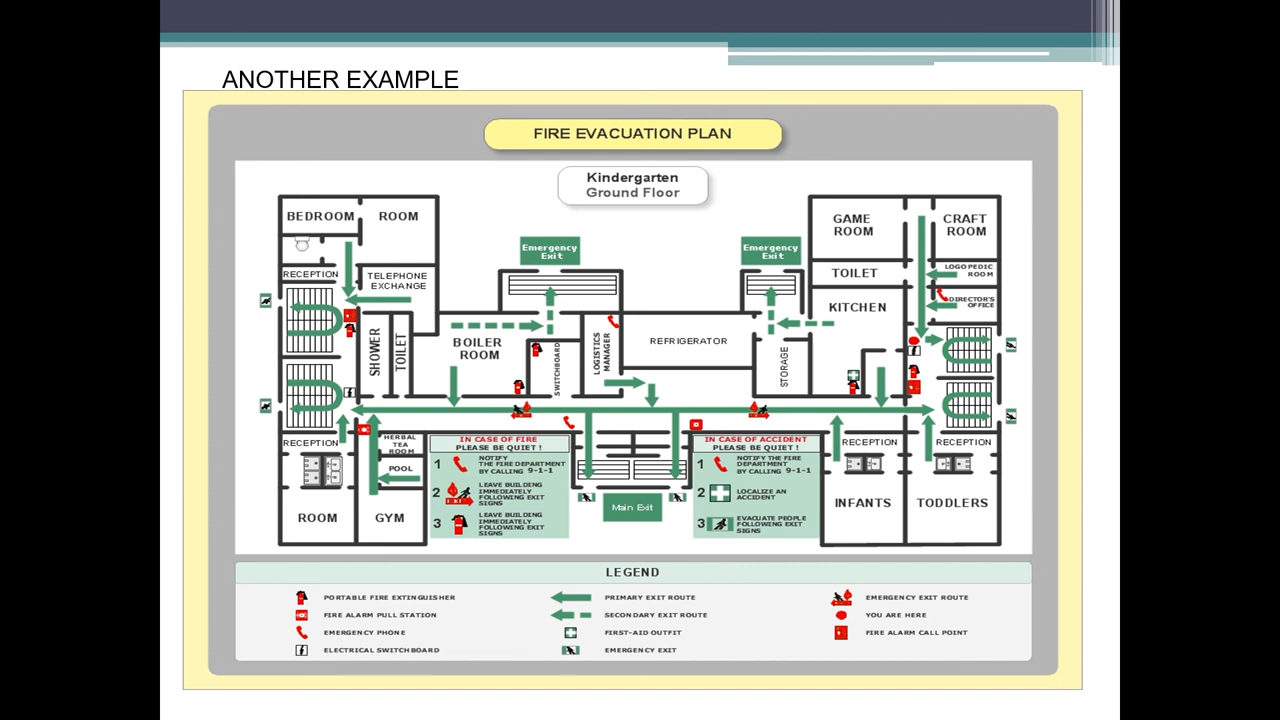 ANOTHER EXAMPLE
FIRE EVACUATION PLAN
Kindergarten
Ground Floor
BEDROOM
ROOM
RECEPTION
TELEPHONE
EXCHANGE
SHOWER
TOILET
Emergency
Exit
BOILER
ROOM
SWITCHBOARD
LOGISTICS
MANAGER
REFRIGERATOR
Emergency
Exit
STORAGE
GAME
ROOM
TOILET
KITCHEN
CRAFT
ROOM
LOGOPEDIC
ROOM
DIRECTOR'S
OFFICE
RECEPTION
ROOM
HERBAL
TEA
ROOM
POOL
GYM
IN CASE OF FIRE
PLEASE BE QUIET !
1 NOTIFY
THE FIRE DEPARTMENT
BY CALLING 9-1-1
2 LEAVE BUILDING
IMMEDIATELY
FOLLOWING EXIT
SIGNS
3 LEAVE BUILDING
IMMEDIATELY
FOLLOWING EXIT
SIGNS
Main Exit
IN CASE OF ACCIDENT
PLEASE BE QUIET !
1 NOTIFY THE FIRE
DEPARTMENT
BY CALLING 9-1-1
2 LOCALIZE AN
ACCIDENT
3 EVACUATE PEOPLE
FOLLOWING EXIT
SIGNS
RECEPTION
INFANTS
RECEPTION
TODDLERS
LEGEND
PORTABLE FIRE EXTINGUISHER
FIRE ALARM PULL STATION
EMERGENCY PHONE
ELECTRICAL SWITCHBOARD
PRIMARY EXIT ROUTE
SECONDARY EXIT ROUTE
FIRST-AID OUTFIT
EMERGENCY EXIT
EMERGENCY EXIT ROUTE
YOU ARE HERE
FIRE ALARM CALL POINT